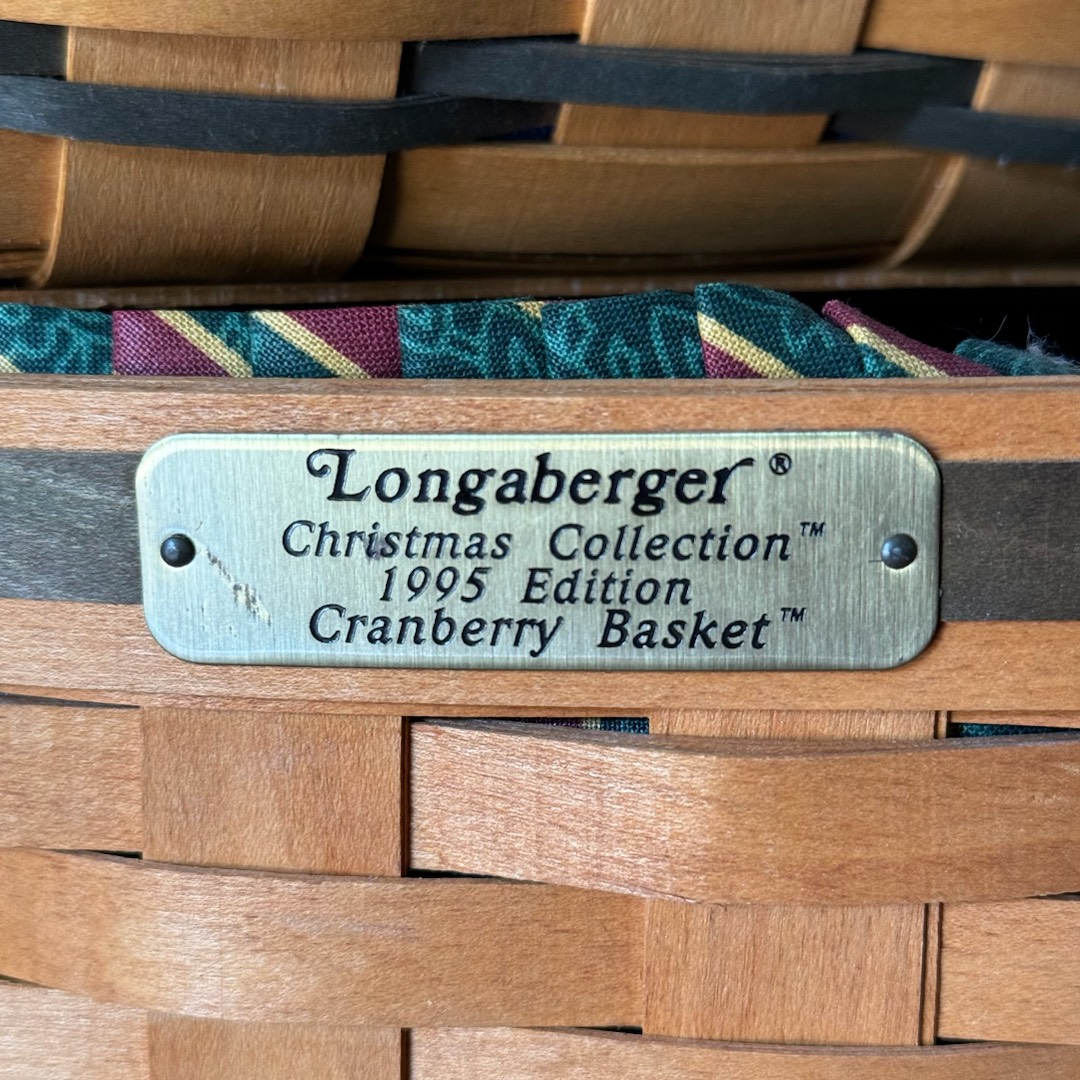 Longaberger®
Christmas Collection™
1995 Edition
Cranberry Basket™